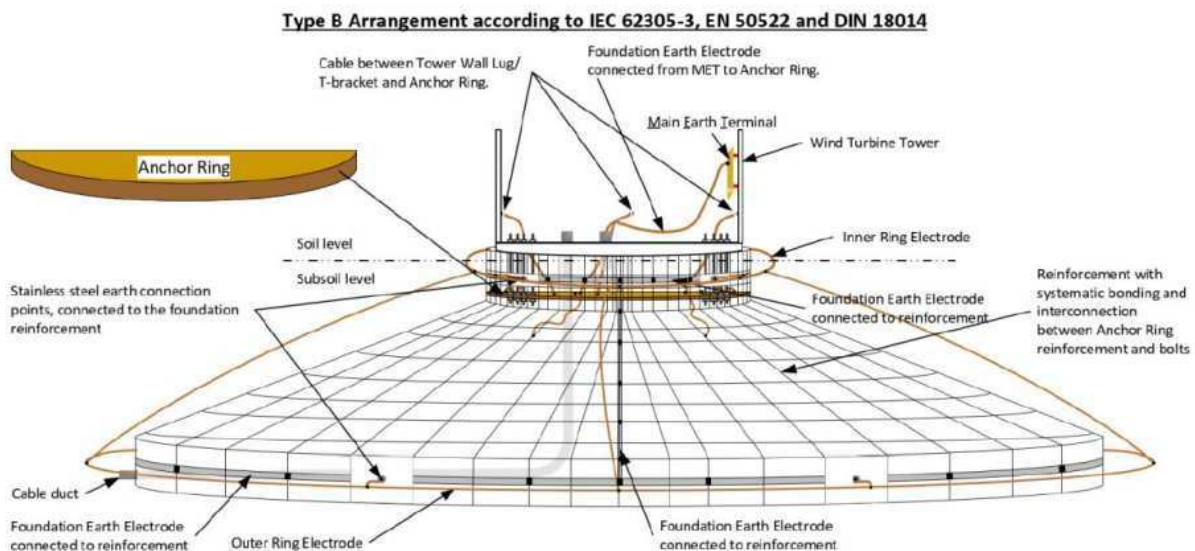 Type B Arrangement according to IEC 62305-3, EN 50522 and DIN 18014
Cable between Tower Wall Lug/
T-bracket and Anchor Ring.
Foundation Earth Electrode
connected from MET to Anchor Ring.
Main Earth Terminal
Wind Turbine Tower
Anchor Ring
Soil level
Subsoil level
Inner Ring Electrode
Stainless steel earth connection
points, connected to the foundation
reinforcement
Foundation Earth Electrode
connected to reinforcement
Reinforcement with
systematic bonding and
interconnection
between Anchor Ring
reinforcement and bolts
Cable duct
Foundation Earth Electrode
connected to reinforcement
Outer Ring Electrode
Foundation Earth Electrode
connected to reinforcement